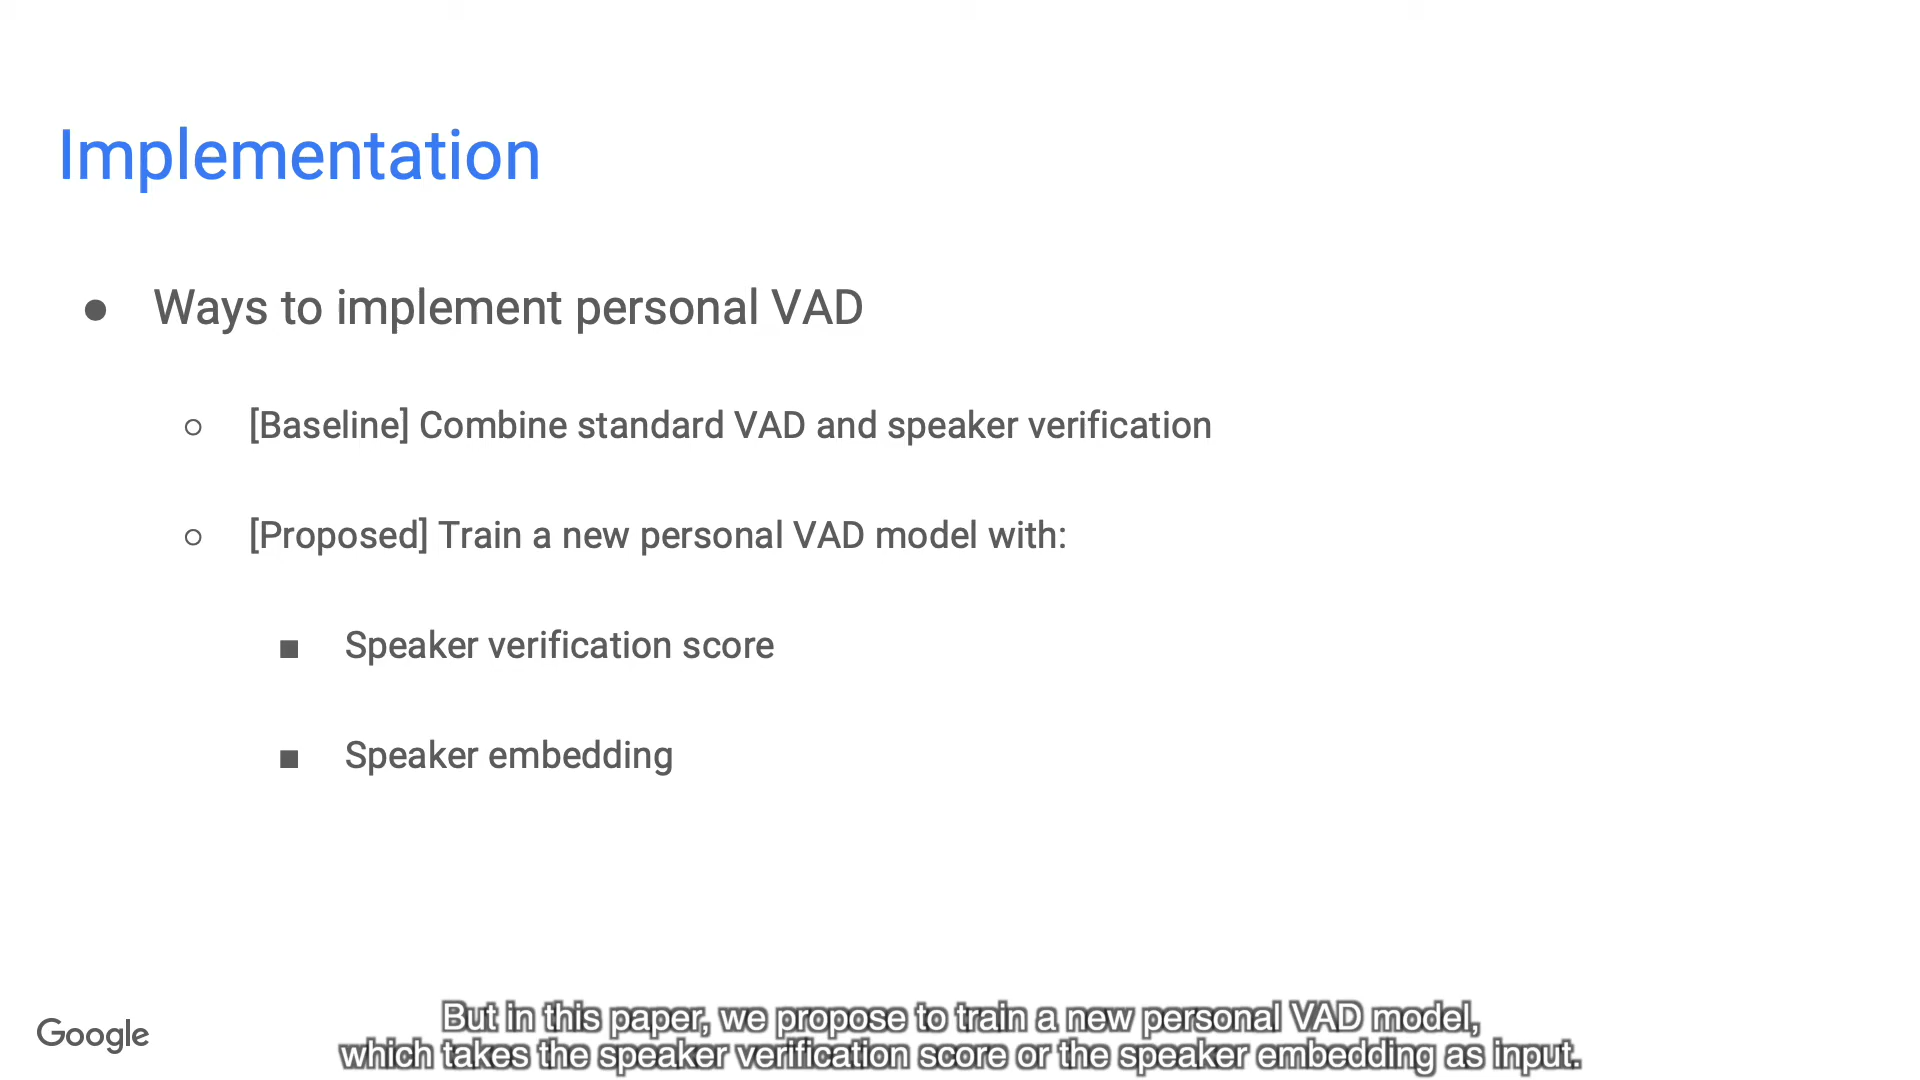 Implementation
● Ways to implement personal VAD
○ [Baseline] Combine standard VAD and speaker verification
○ [Proposed] Train a new personal VAD model with:
■ Speaker verification score
■ Speaker embedding
Google
But in this paper, we propose to train a new personal VAD model,
which takes the speaker verification score or the speaker embedding as input.